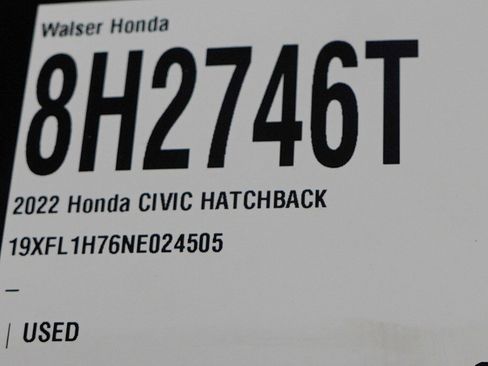 Walser Honda
8H2746T
2022 Honda CIVIC HATCHBACK
19XFL1H76NE024505
–
| USED